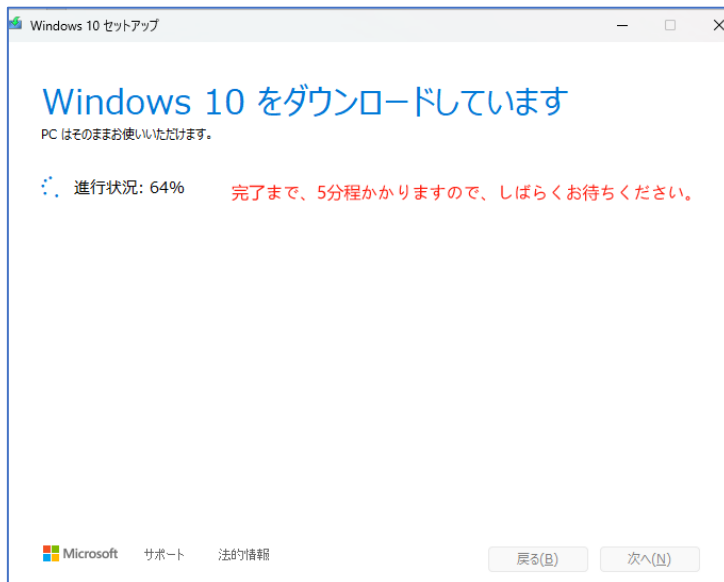 Windows 10 セットアップ
Windows 10 をダウンロードしています
PC はそのままお使いいただけます。
進行状況: 64%
完了まで、5分程かかりますので、しばらくお待ちください。
Microsoft サポート 法的情報
戻る(B) 次へ(N)